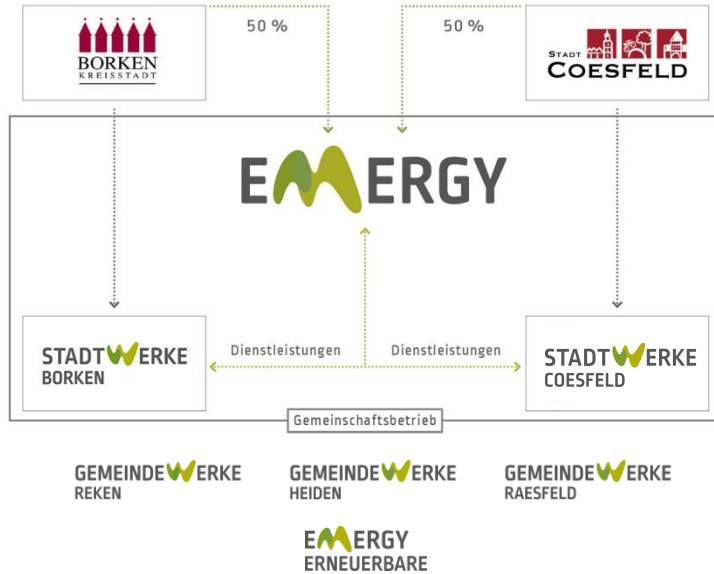 BORKEN
KREISSTADT
50 %
50 %
STADT
COESFELD
EMERGY
STADTWERKE
BORKEN
Dienstleistungen
Dienstleistungen
STADTWERKE
COESFELD
Gemeinschaftsbetrieb
GEMEINDEWERKE
REKEN
GEMEINDEWERKE
HEIDEN
GEMEINDEWERKE
RAESFELD
EMERGY
ERNEUERBARE